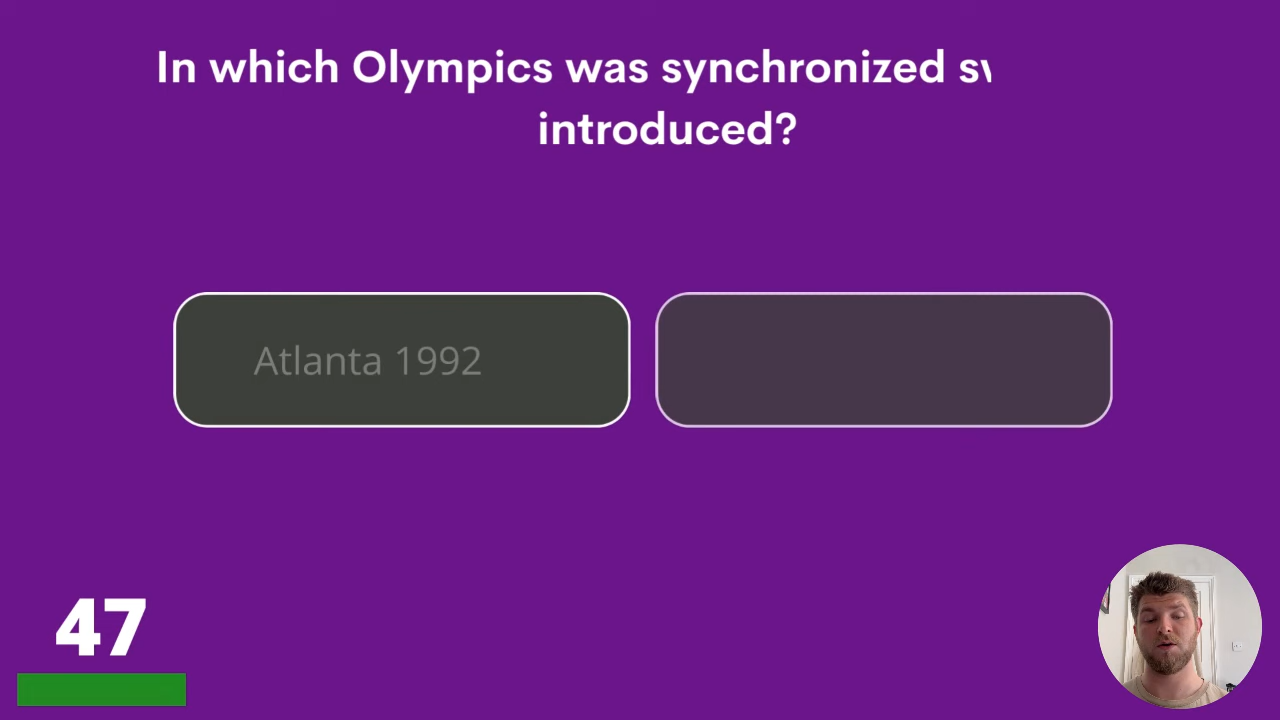 In which Olympics was synchronized
introduced?
Atlanta 1992
47